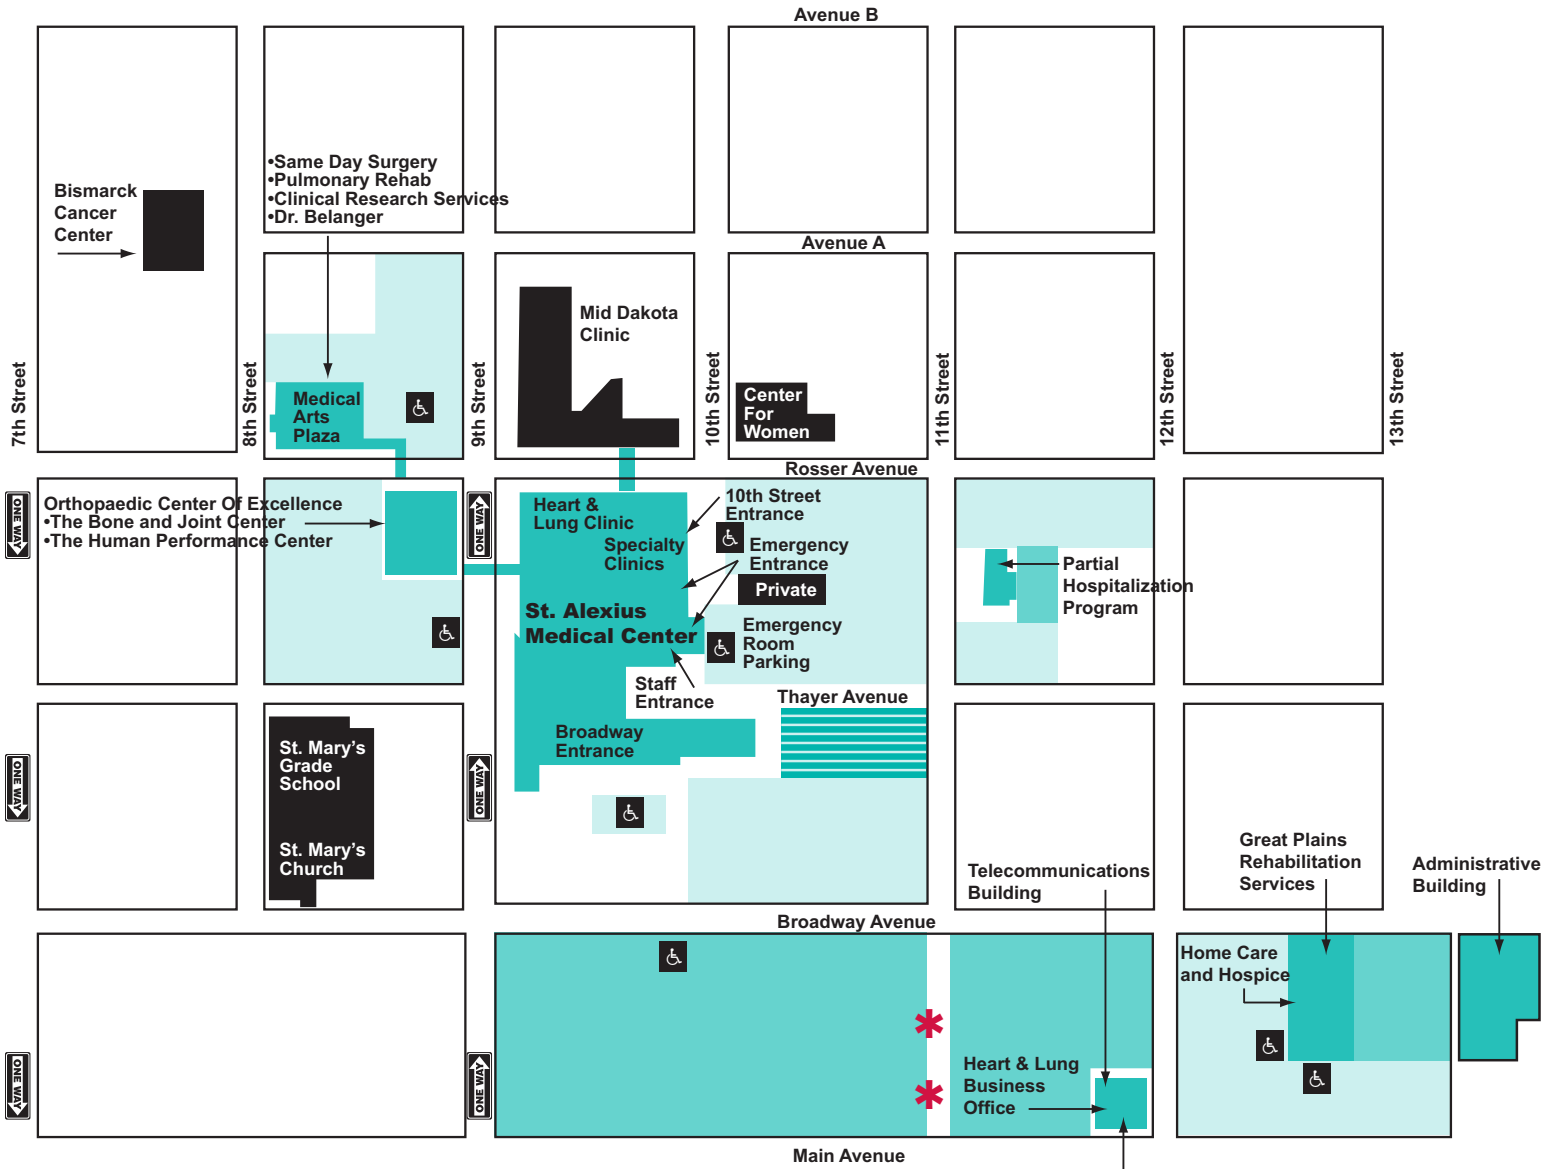 Avenue B
•Same Day Surgery
•Pulmonary Rehab
•Clinical Research Services
•Dr. Belanger
Bismarck
Cancer
Center
Avenue A
Mid Dakota
Clinic
7th Street
8th Street
9th Street
10th Street
11th Street
12th Street
13th Street
Medical
Arts
Plaza
Center
For
Women
Rosser Avenue
ONE WAY
ONE WAY
Orthopaedic Center Of Excellence
•The Bone and Joint Center
•The Human Performance Center
Heart &
Lung Clinic
Specialty
Clinics
10th Street
Entrance
Emergency
Entrance
Private
St. Alexius
Medical Center
Emergency
Room
Parking
Partial
Hospitalization
Program
Staff
Entrance
Thayer Avenue
Broadway
Entrance
ONE WAY
ONE WAY
St. Mary's
Grade
School
St. Mary's
Church
Telecommunications
Building
Great Plains
Rehabilitation
Services
Administrative
Building
Broadway Avenue
Home Care
and Hospice
*
*
ONE WAY
ONE WAY
Heart & Lung
Business
Office
Main Avenue